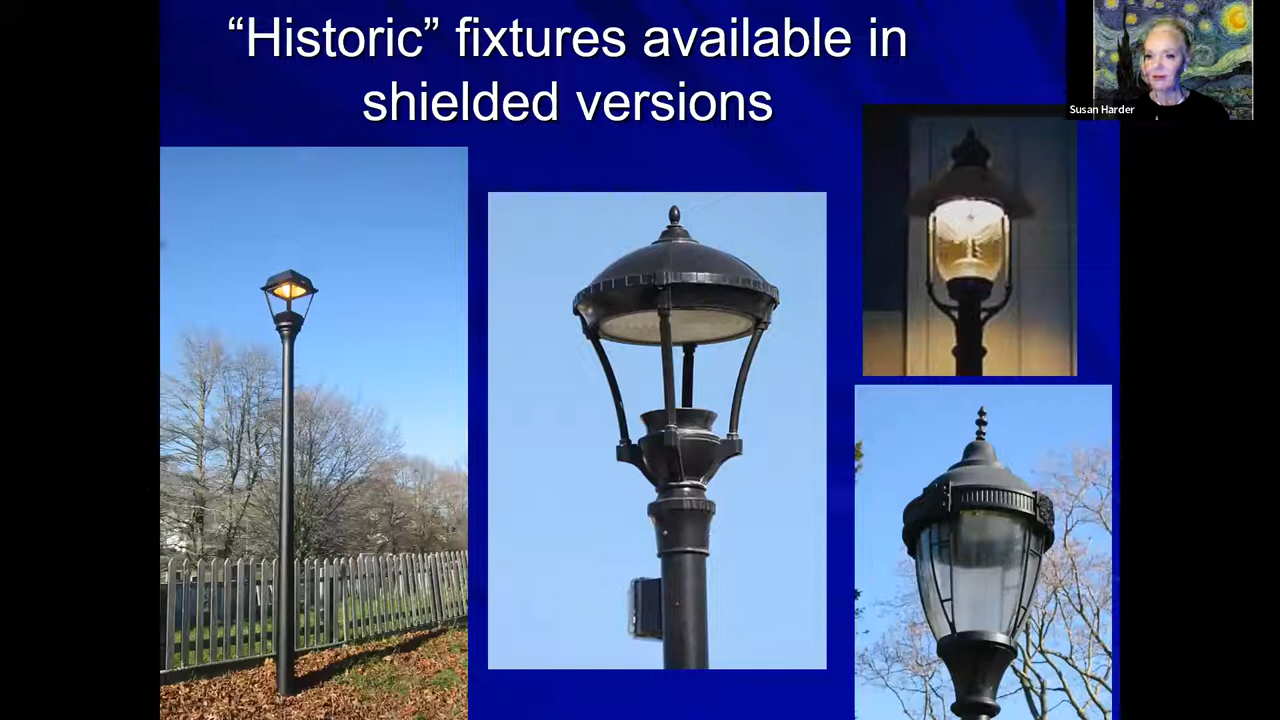 “Historic” fixtures available in
shielded versions
Susan Harder